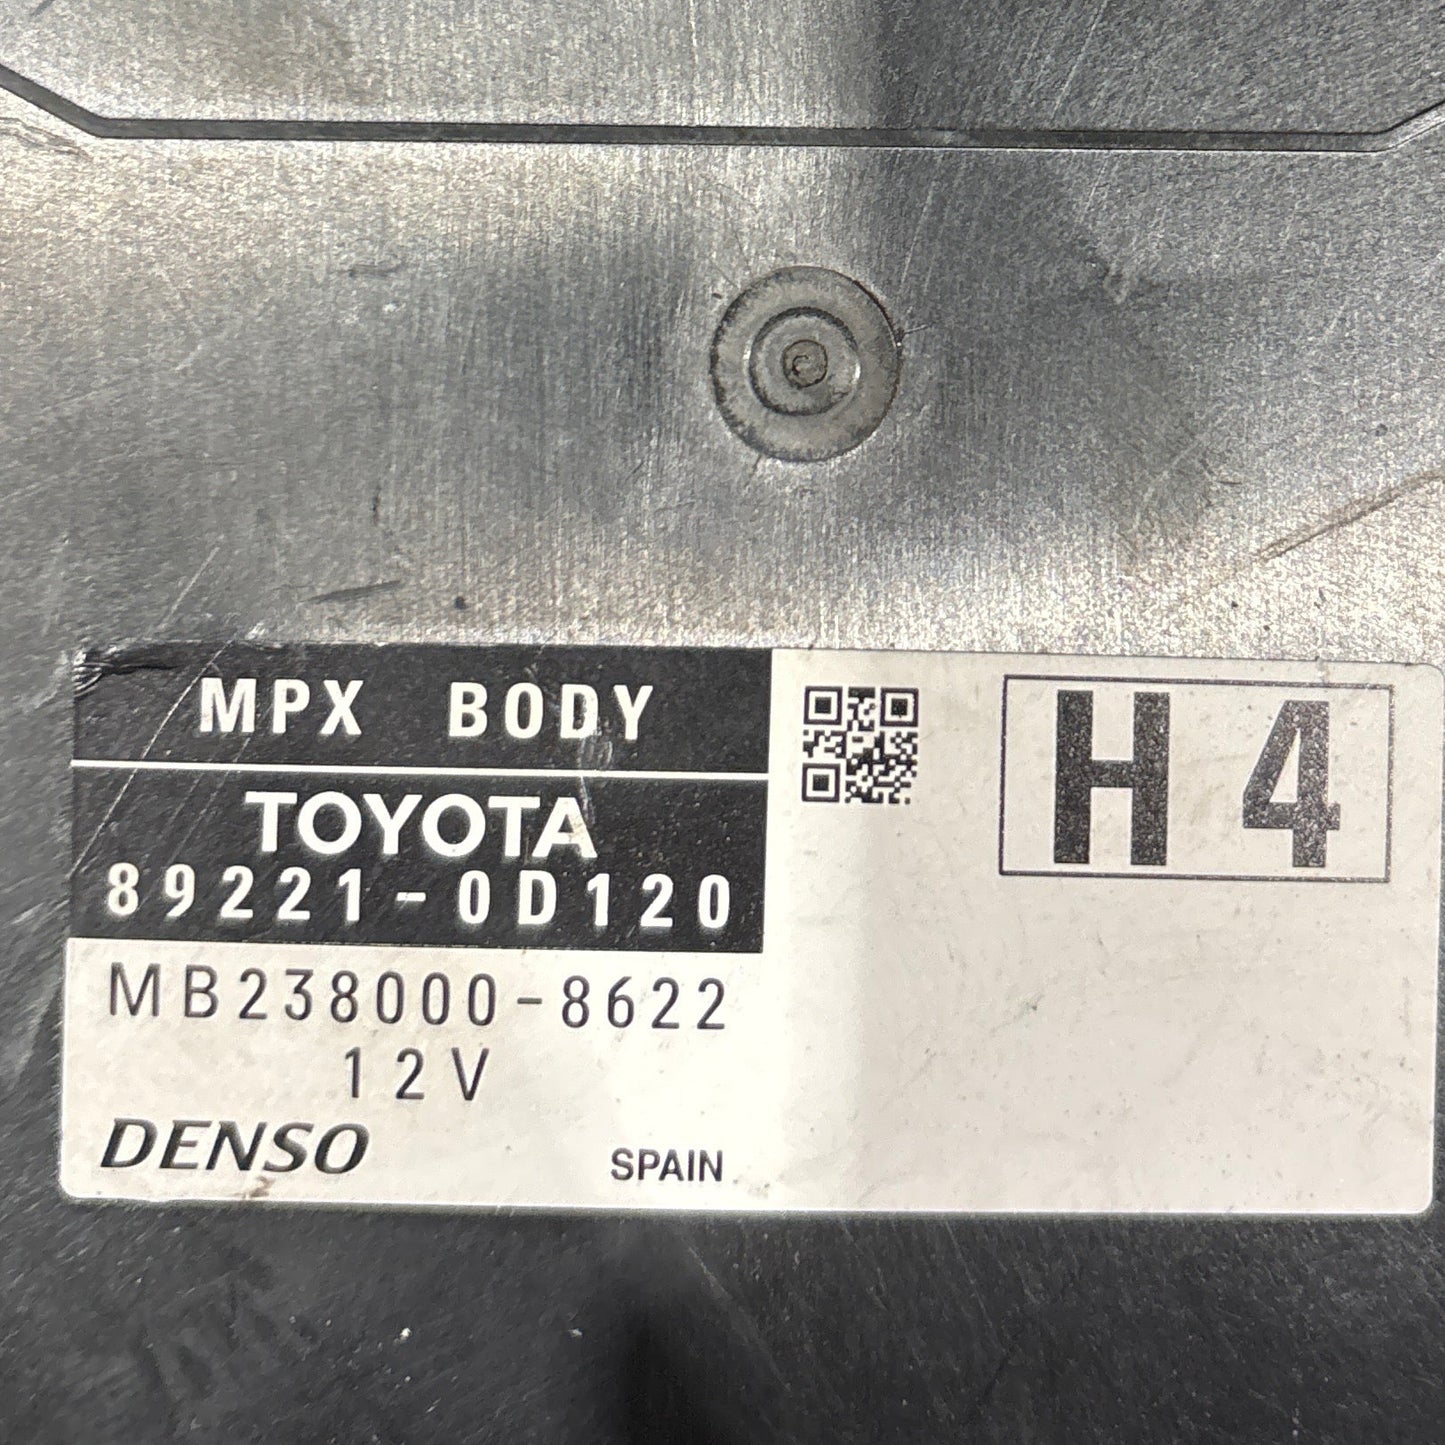 MPX BODY
TOYOTA
89221-0D120
MB238000-8622
12V
DENSO SPAIN
H4